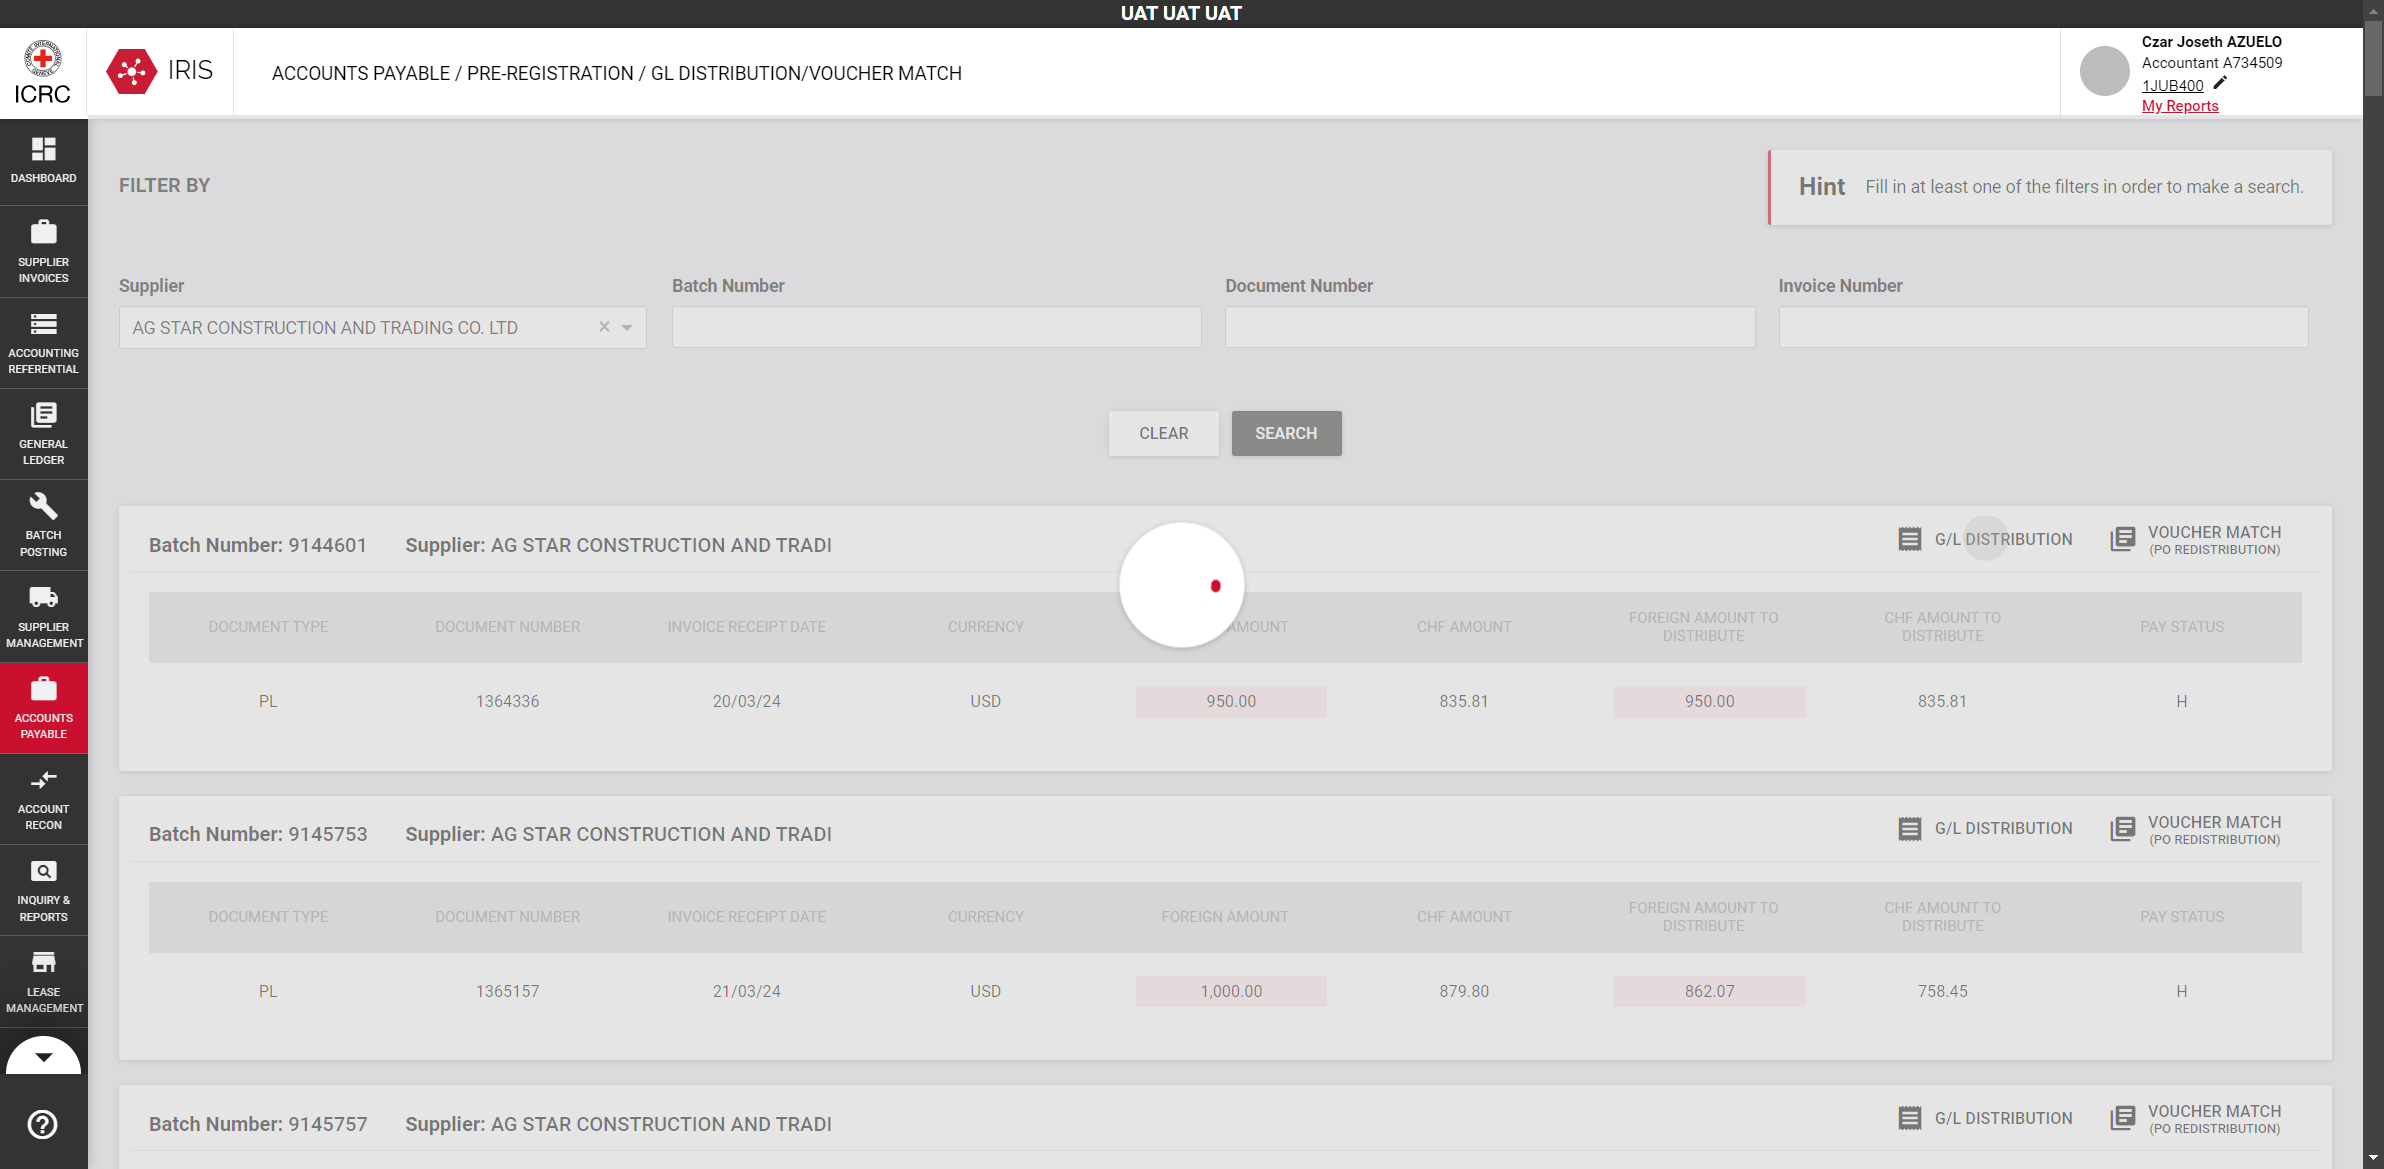 UAT UAT UAT
ICRC
IRIS
ACCOUNTS PAYABLE / PRE-REGISTRATION / GL DISTRIBUTION/VOUCHER MATCH
Czar Joseth AZUELO
Accountant A734509
1JUB400
My Reports
DASHBOARD
SUPPLIER
INVOICES
ACCOUNTING
REFERENTIAL
GENERAL
LEDGER
BATCH
POSTING
SUPPLIER
MANAGEMENT
ACCOUNTS
PAYABLE
ACCOUNT
RECON
INQUIRY &
REPORTS
LEASE
MANAGEMENT
FILTER BY
Hint Fill in at least one of the filters in order to make a search.
Supplier Batch Number Document Number Invoice Number
AG STAR CONSTRUCTION AND TRADING CO. LTD
CLEAR SEARCH
Batch Number: 9144601 Supplier: AG STAR CONSTRUCTION AND TRADI G/L DISTRIBUTION VOUCHER MATCH
(PO REDISTRIBUTION)
DOCUMENT TYPE DOCUMENT NUMBER INVOICE RECEIPT DATE CURRENCY AMOUNT CHF AMOUNT FOREIGN AMOUNT TO DISTRIBUTE CHF AMOUNT TO DISTRIBUTE PAY STATUS
PL 1364336 20/03/24 USD 950.00 835.81 950.00 835.81 H
Batch Number: 9145753 Supplier: AG STAR CONSTRUCTION AND TRADI G/L DISTRIBUTION VOUCHER MATCH
(PO REDISTRIBUTION)
DOCUMENT TYPE DOCUMENT NUMBER INVOICE RECEIPT DATE CURRENCY FOREIGN AMOUNT CHF AMOUNT FOREIGN AMOUNT TO DISTRIBUTE CHF AMOUNT TO DISTRIBUTE PAY STATUS
PL 1365157 21/03/24 USD 1,000.00 879.80 862.07 758.45 H
Batch Number: 9145757 Supplier: AG STAR CONSTRUCTION AND TRADI G/L DISTRIBUTION VOUCHER MATCH
(PO REDISTRIBUTION)